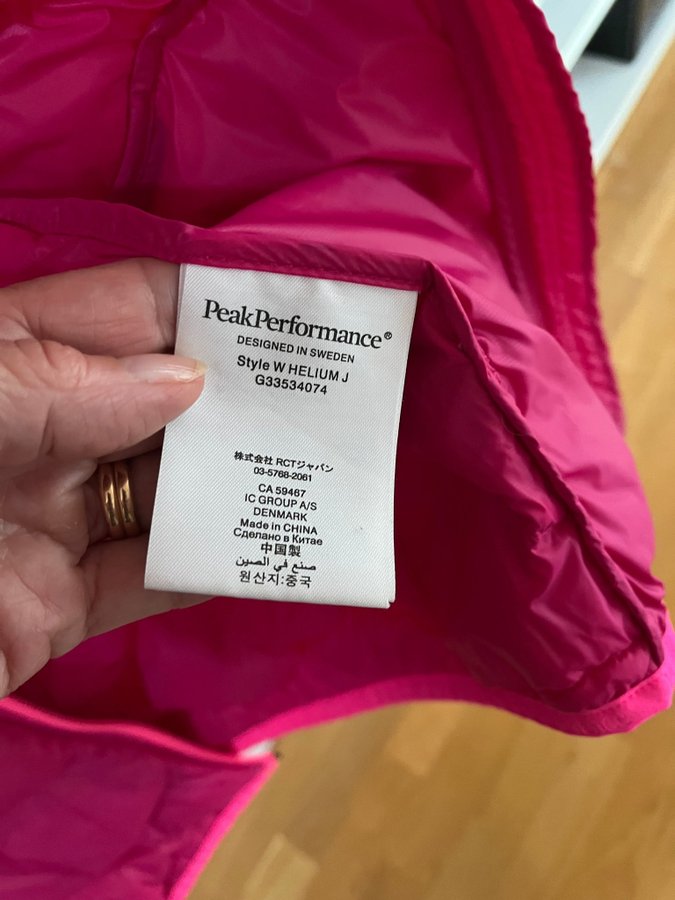 PeakPerformance®
DESIGNED IN SWEDEN
Style W HELIUM J
G33534074
株式会社 RCTジャパン
03-5768-2061
CA 59467
IC GROUP A/S
DENMARK
Made in CHINA
Сделано в Китае
中国製
صنع في الصين
원산지:중국